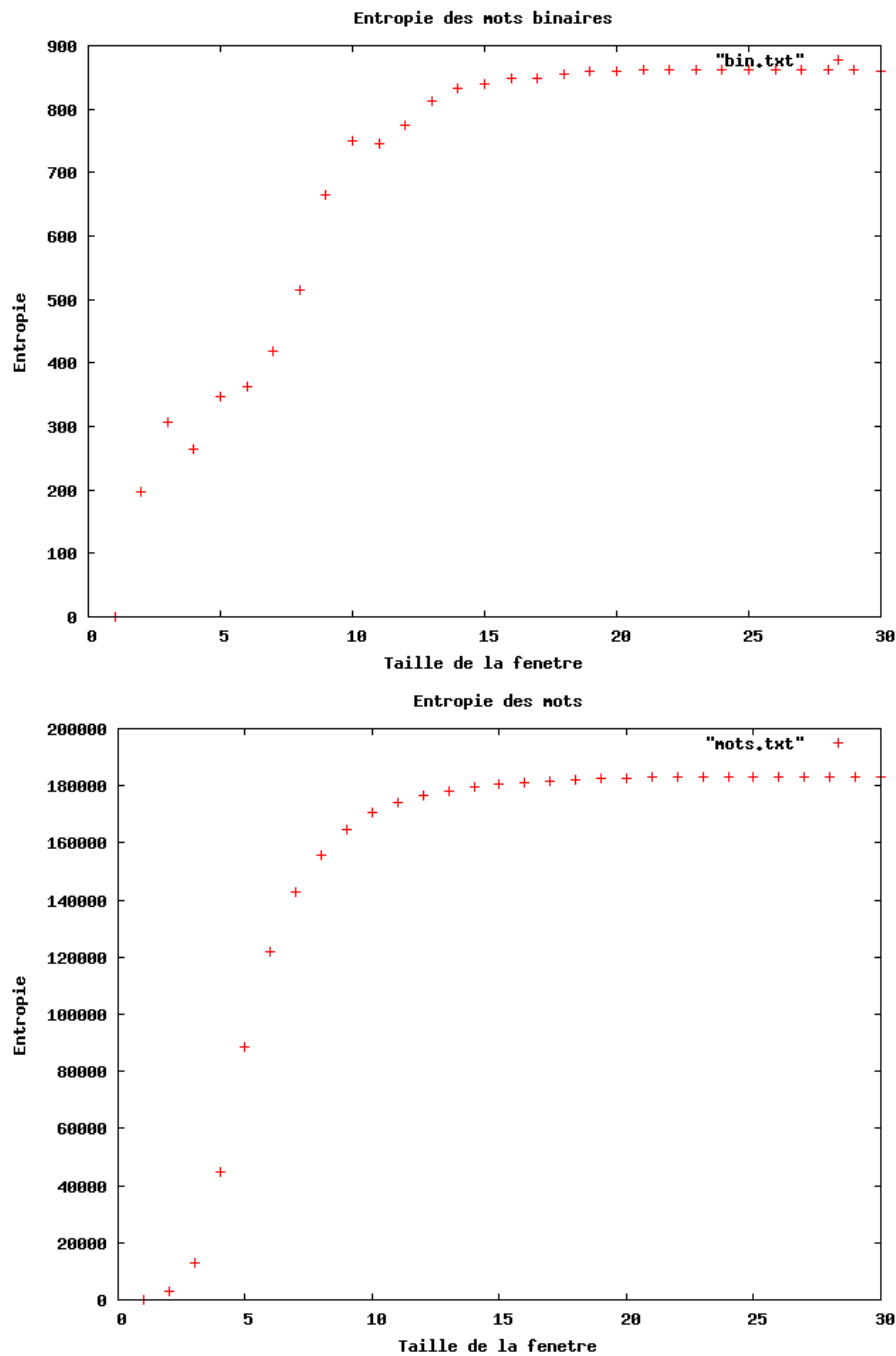 Entropie des mots binaires
900
"bin.txt"
800
700
600
500
Entropie
400
300
200
100
0
0 5 10 15 20 25 30
Taille de la fenetre
Entropie des mots
200000
"mots.txt"
180000
160000
140000
120000
100000
Entropie
80000
60000
40000
20000
0
0 5 10 15 20 25 30
Taille de la fenetre